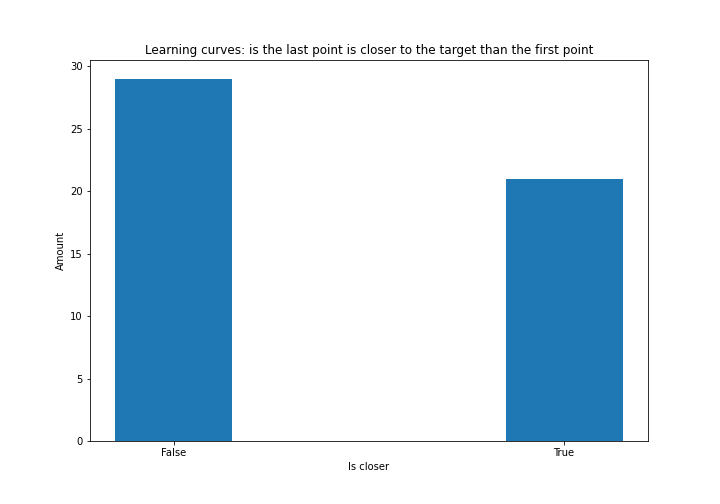 Learning curves: is the last point is closer to the target than the first point
30
25
20
15
10
5
0
Amount
False
True
Is closer